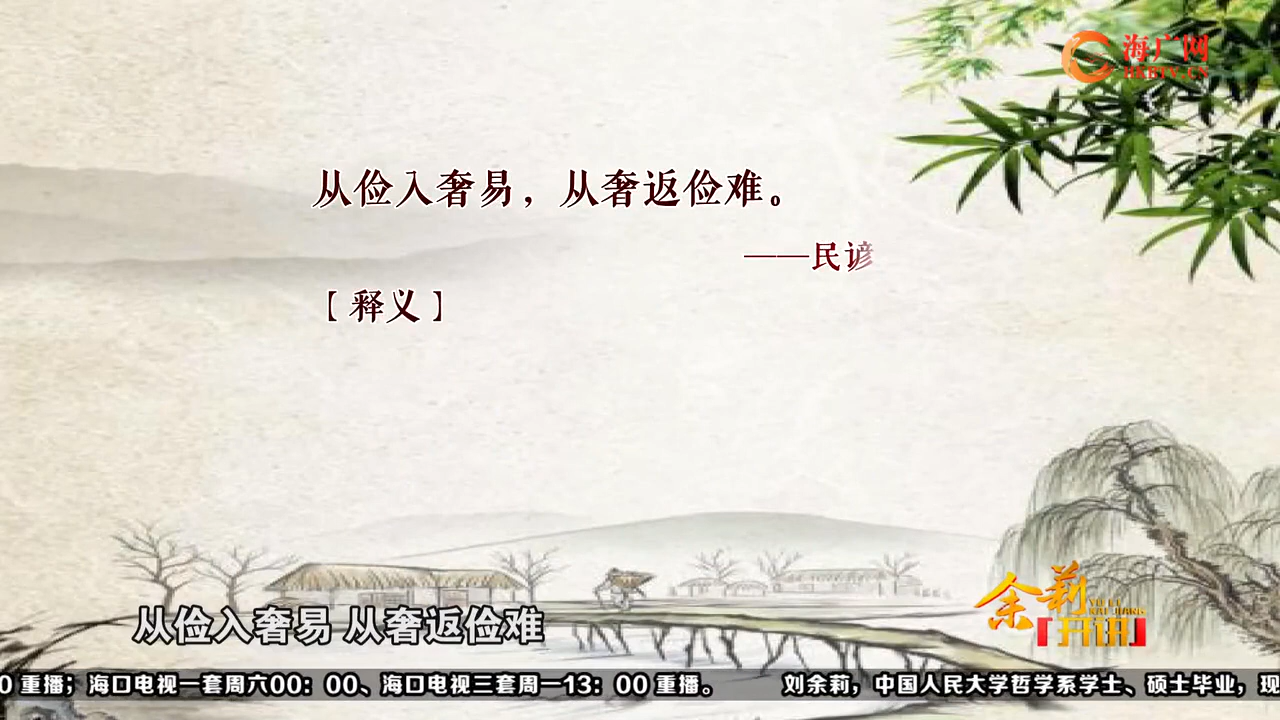 海广网
HKBTV.CN
从俭入奢易，从奢返俭难。
——民谚
【释义】
余莉
YU LI
KAI JIANG
【开讲】
从俭入奢易 从奢返俭难
0 重播；海口电视一套周六00：00、海口电视三套周一13：00 重播。 刘余莉，中国人民大学哲学系学士、硕士毕业，现